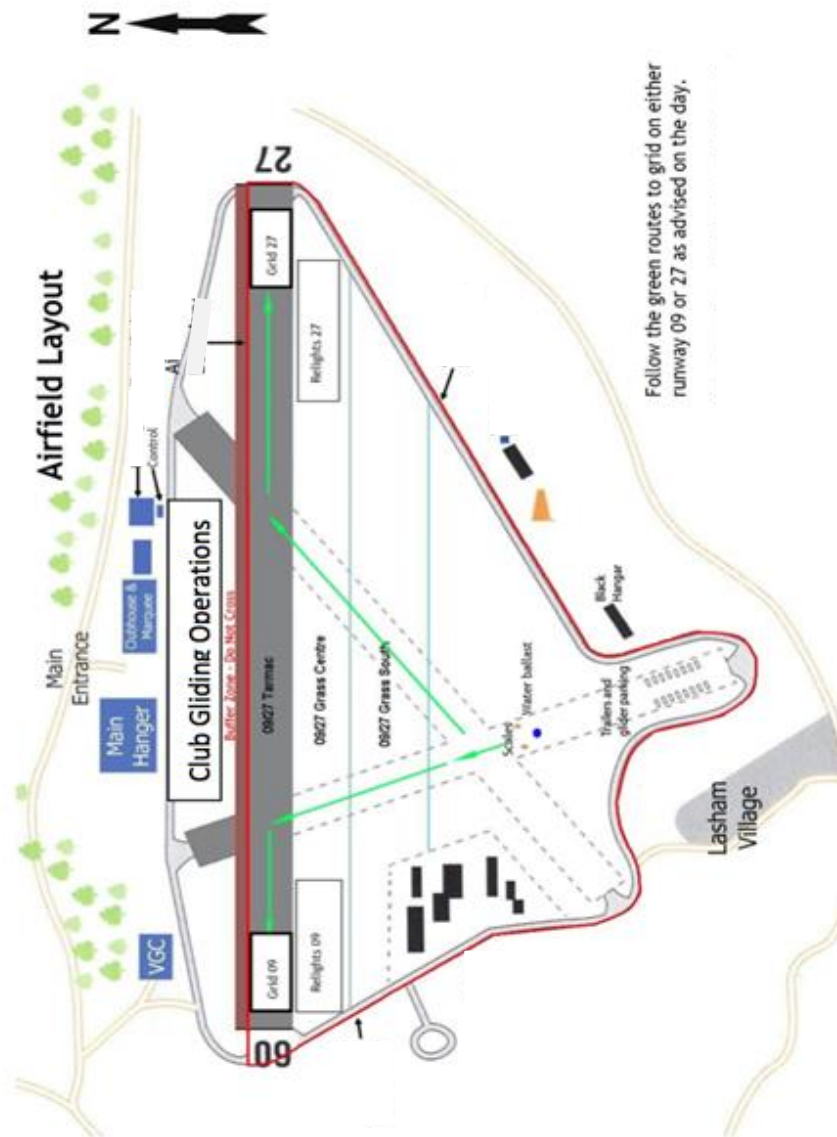 N
Airfield Layout
Main
Entrance
Main
Hanger
Clubhouse &
Marquee
Control
VGC
Ai
Club Gliding Operations
Buffer Zone - Do Not Cross
09
Grid 09
09/27 Tarmac
Grid 27
27
Relights 09
09/27 Grass Centre
Relights 27
09/27 Grass South
Scales
Water ballast
Black
Hangar
Trailers and
glider parking
Lasham
Village
Follow the green routes to grid on either
runway 09 or 27 as advised on the day.